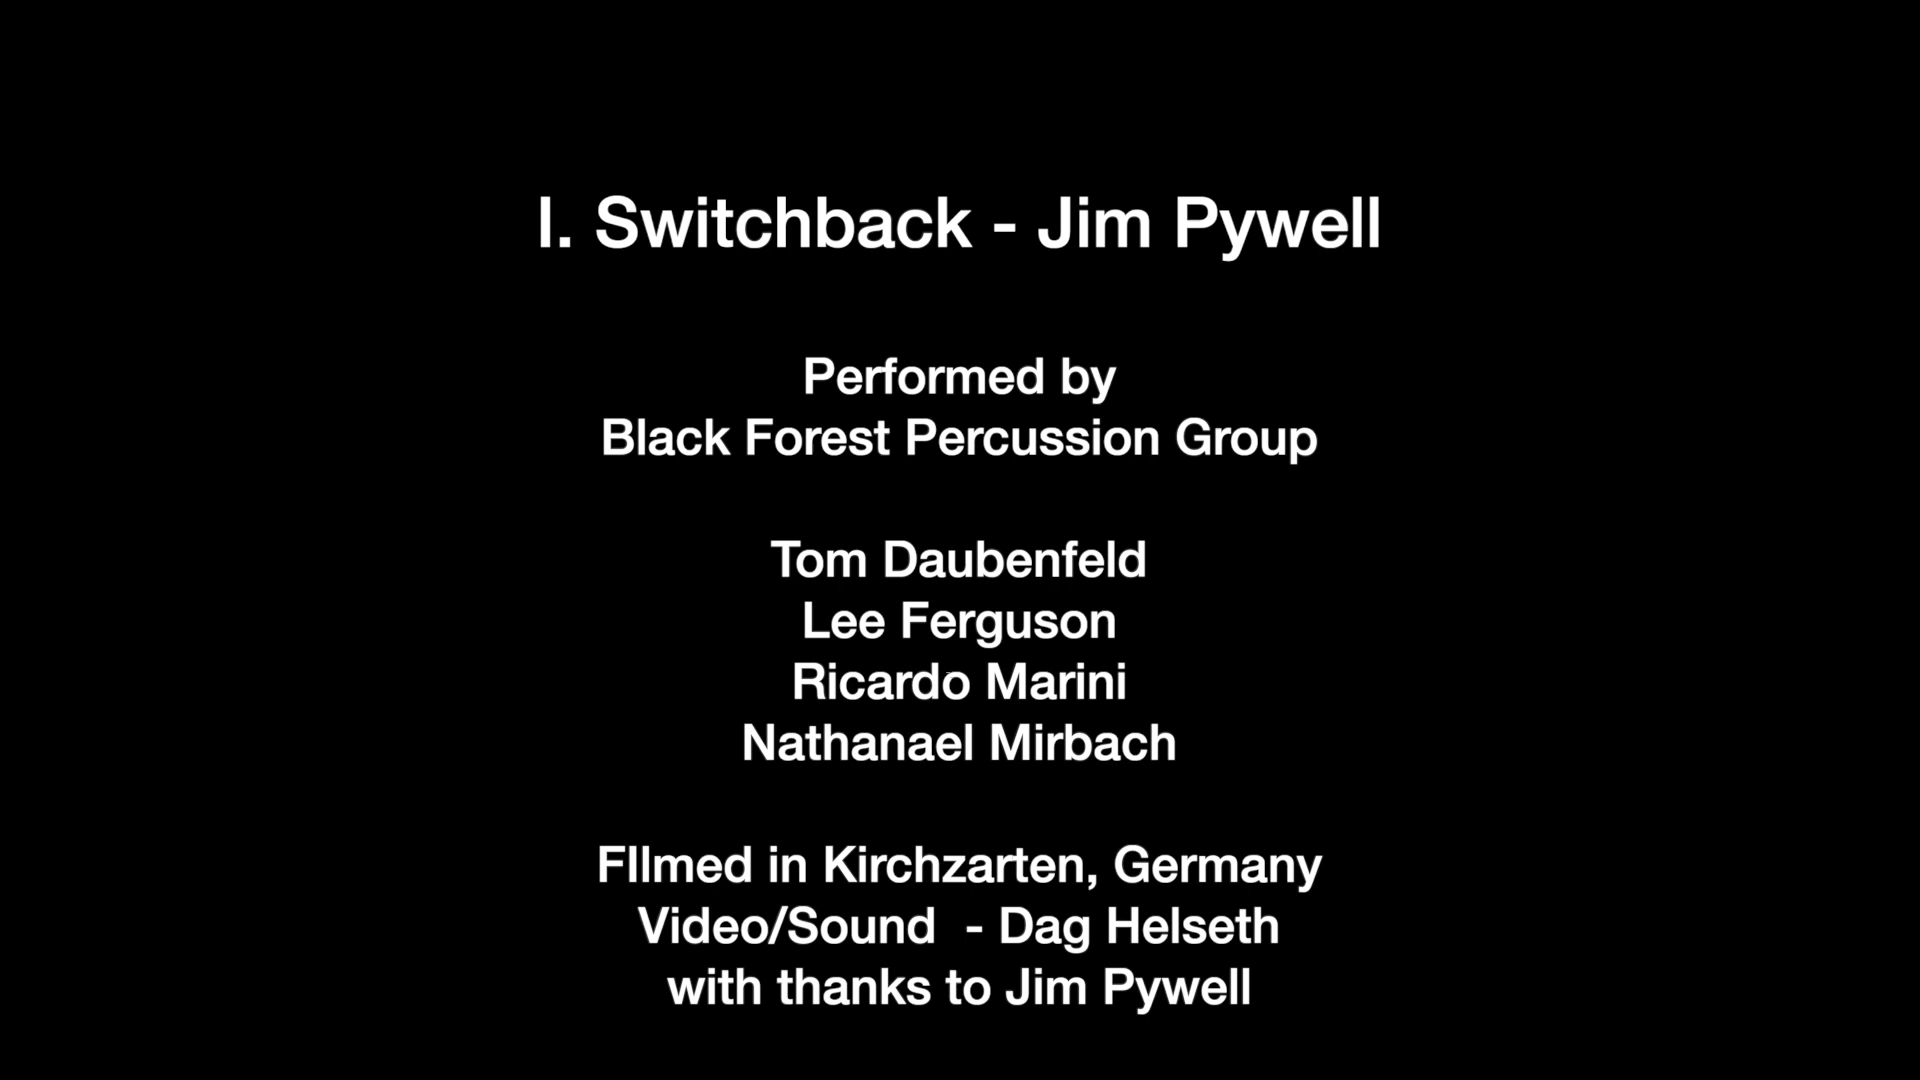 I. Switchback - Jim Pywell
Performed by
Black Forest Percussion Group
Tom Daubenfeld
Lee Ferguson
Ricardo Marini
Nathanael Mirbach
FIlmed in Kirchzarten, Germany
Video/Sound  - Dag Helseth
with thanks to Jim Pywell